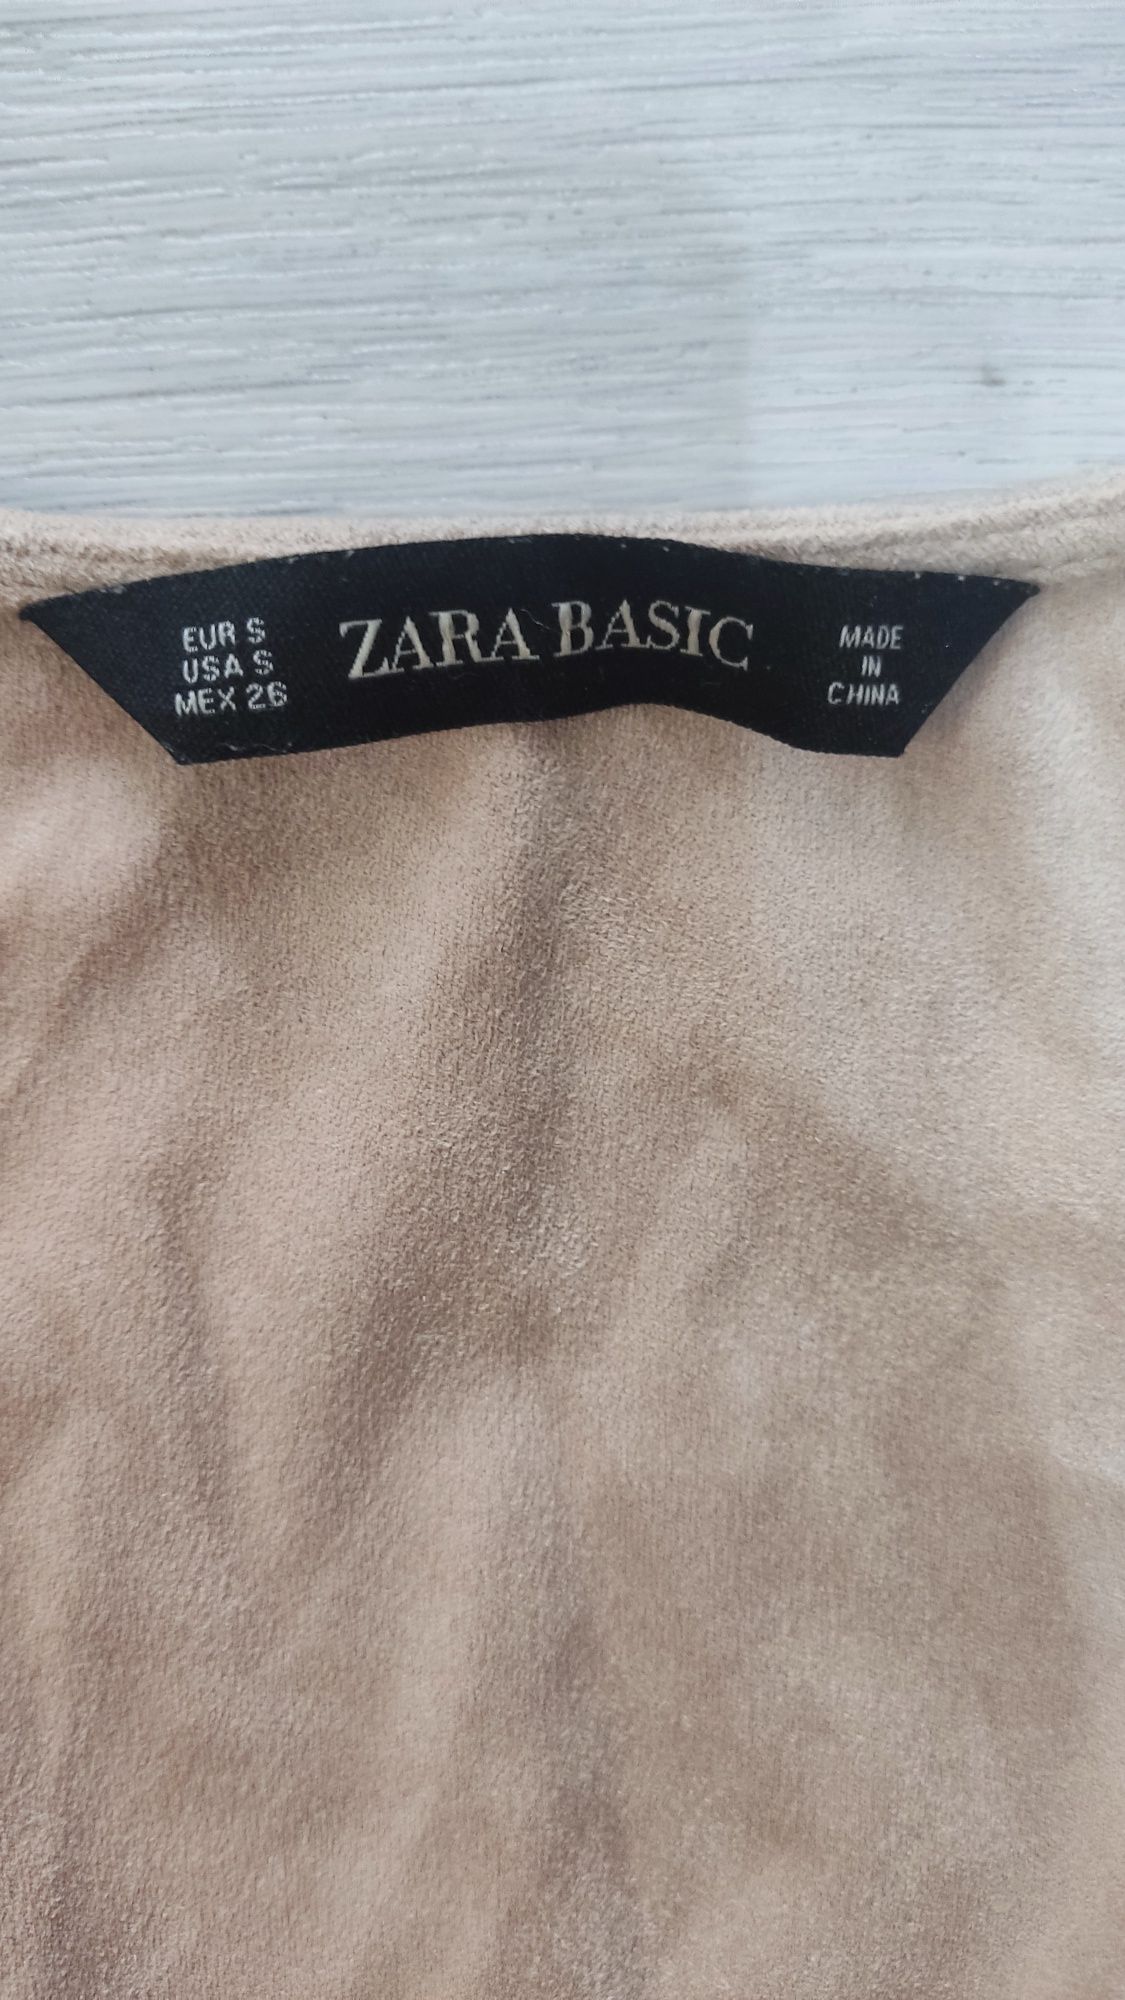 EUR S
USA S
MEX 26
ZARA BASIC
MADE
IN
CHINA